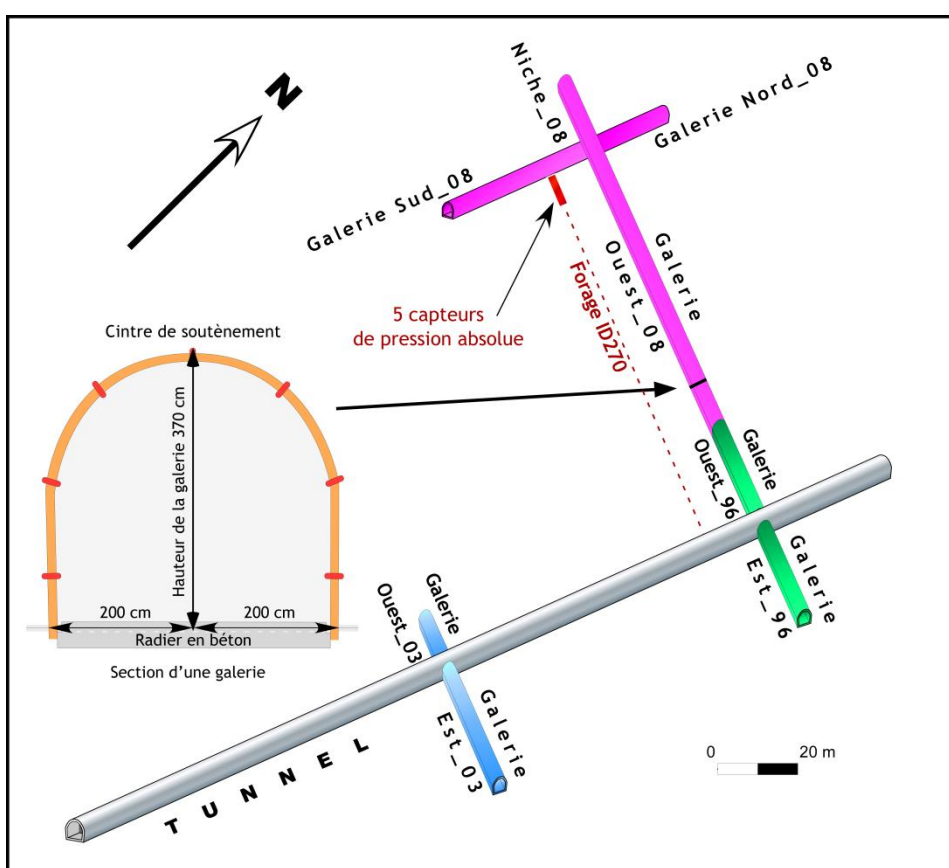 N
Niche_08
Galerie Nord_08
Galerie Sud_08
Galerie
Ouest_08
5 capteurs
de pression absolue
Forage ID270
Cintre de soutènement
Hauteur de la galerie 370 cm
200 cm
200 cm
Radier en béton
Section d'une galerie
Galerie
Ouest_96
Galerie
Est_96
Galerie
Ouest_03
Galerie
Est_03
TUNNEL
0
20 m